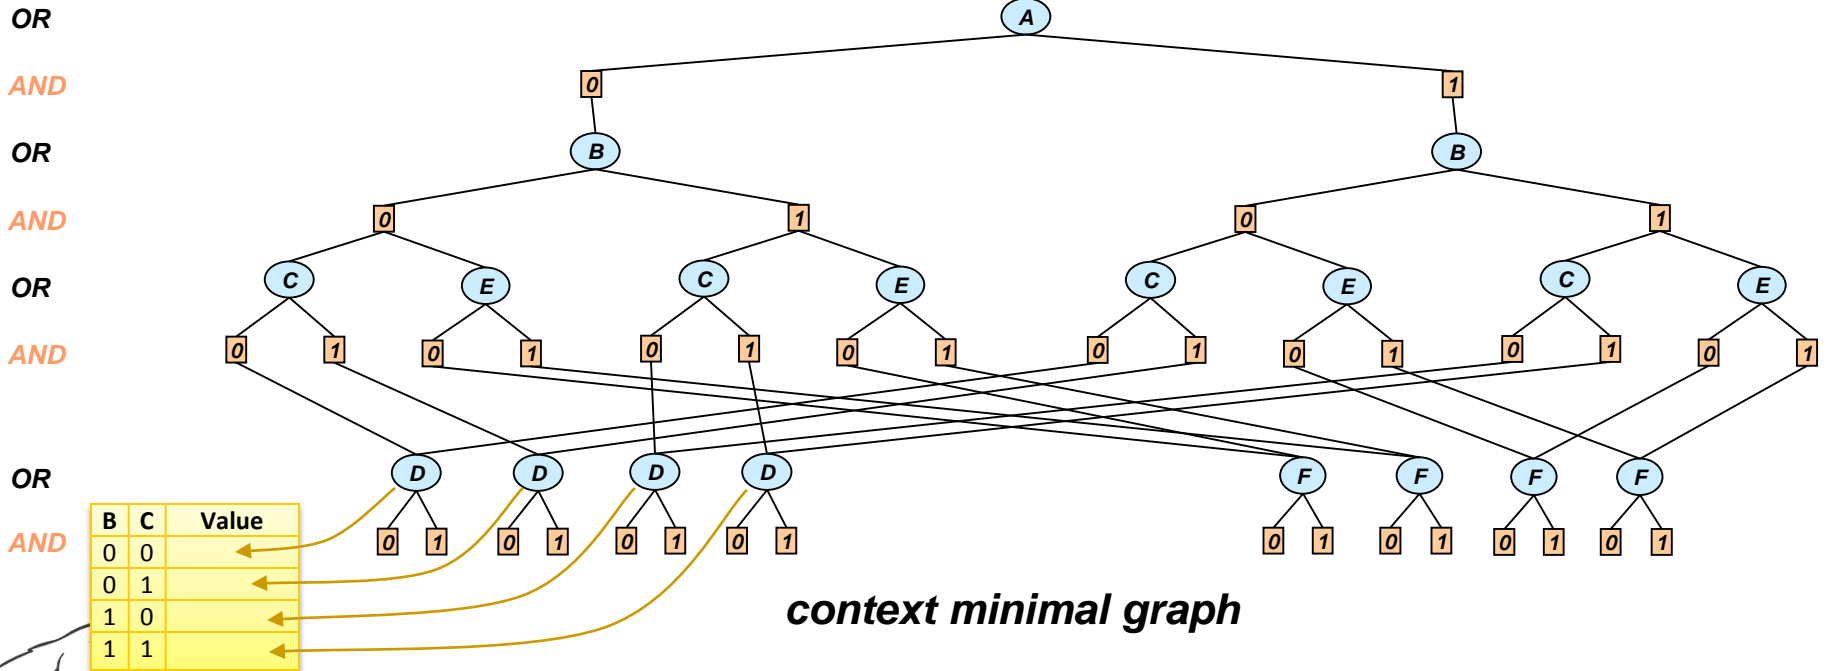 OR A
AND 0 1
OR B B
AND 0 1 0 1
OR C E C E C E C E
AND 0 1 0 1 0 1 0 1 0 1 0 1 0 1 0 1
OR D D D D F F F F
AND 0 1 0 1 0 1 0 1 0 1 0 1 0 1 0 1
B C Value
0 0
0 1
1 0
1 1
context minimal graph